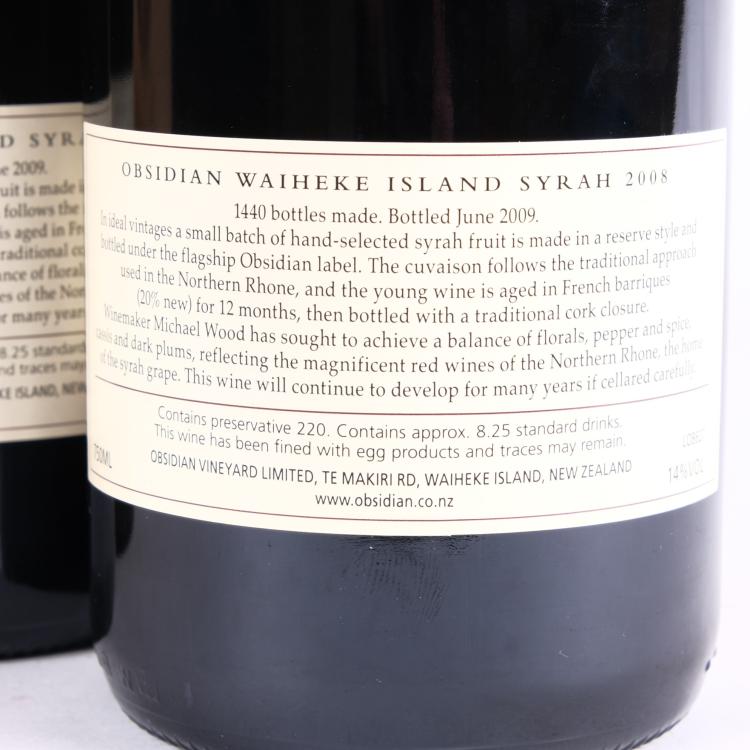 OBSIDIAN WAIHEKE ISLAND SYRAH 2008
1440 bottles made. Bottled June 2009.
In ideal vintages a small batch of hand-selected syrah fruit is made in a reserve style and
bottled under the flagship Obsidian label. The cuvaison follows the traditional approach
used in the Northern Rhone, and the young wine is aged in French barriques
(20% new) for 12 months, then bottled with a traditional cork closure.
Winemaker Michael Wood has sought to achieve a balance of florals, pepper and spice,
cassis and dark plums, reflecting the magnificent red wines of the Northern Rhone, the home
of the syrah grape. This wine will continue to develop for many years if cellared carefully.
Contains preservative 220. Contains approx. 8.25 standard drinks.
This wine has been fined with egg products and traces may remain.
750ML
OBSIDIAN VINEYARD LIMITED, TE MAKIRI RD, WAIHEKE ISLAND, NEW ZEALAND
14%VOL
www.obsidian.co.nz
D SYRA
e 2009.
ruit is made i
follows the
is aged in Fr
raditional co
nce of floral
es of the Nor
r many years
8.25 standard
nd traces may
KE ISLAND, NEW